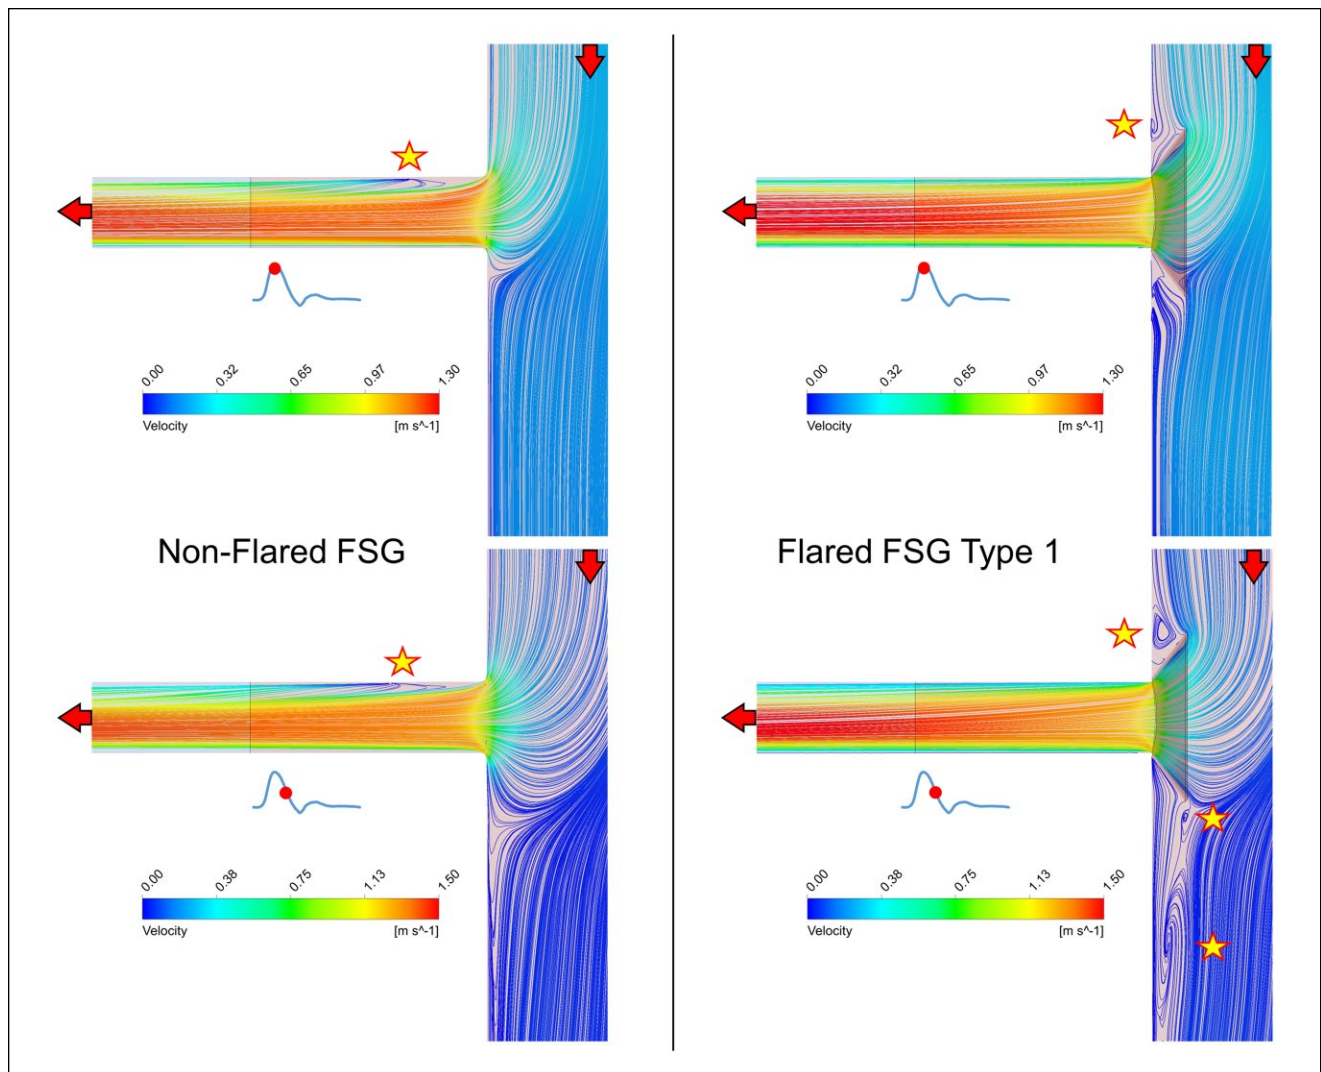 0.00 0.32 0.65 0.97 1.30
Velocity [m s^-1]
0.00 0.32 0.65 0.97 1.30
Velocity [m s^-1]
Non-Flared FSG
Flared FSG Type 1
0.00 0.38 0.75 1.13 1.50
Velocity [m s^-1]
0.00 0.38 0.75 1.13 1.50
Velocity [m s^-1]